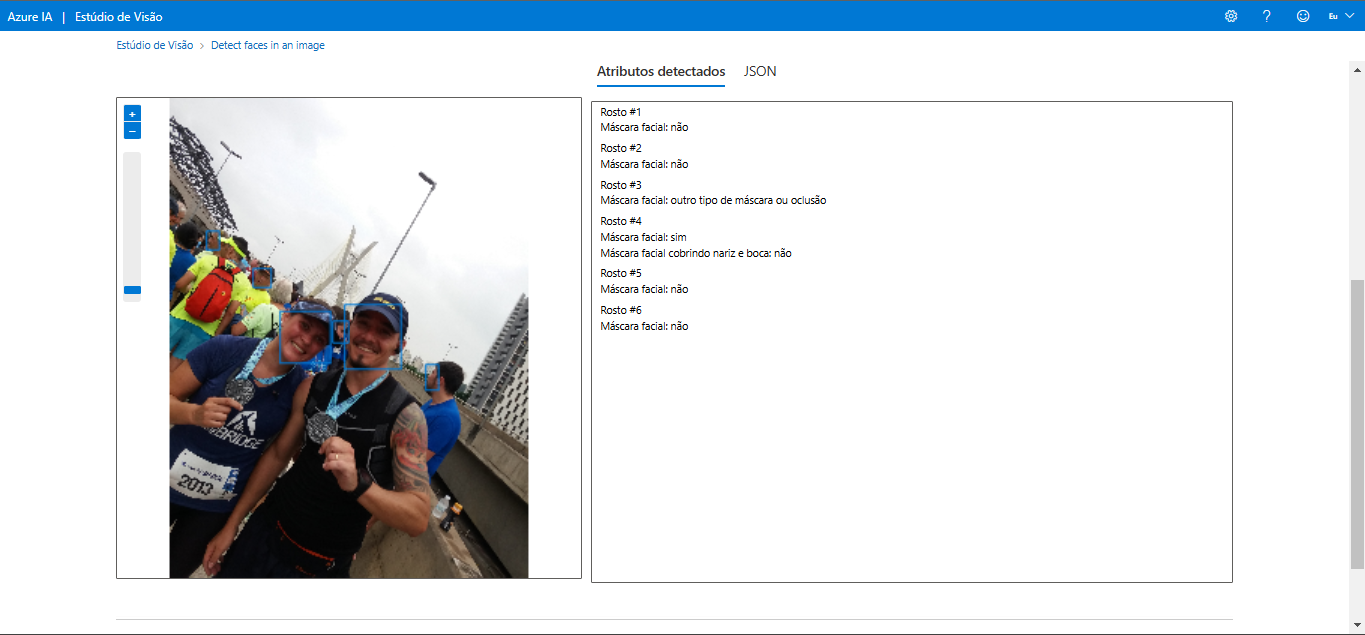 Azure IA | Estúdio de Visão
Eu
Estúdio de Visão > Detect faces in an image
Atributos detectados JSON
+
−
Rosto #1
Máscara facial: não
Rosto #2
Máscara facial: não
Rosto #3
Máscara facial: outro tipo de máscara ou oclusão
Rosto #4
Máscara facial: sim
Máscara facial cobrindo nariz e boca: não
Rosto #5
Máscara facial: não
Rosto #6
Máscara facial: não
2013